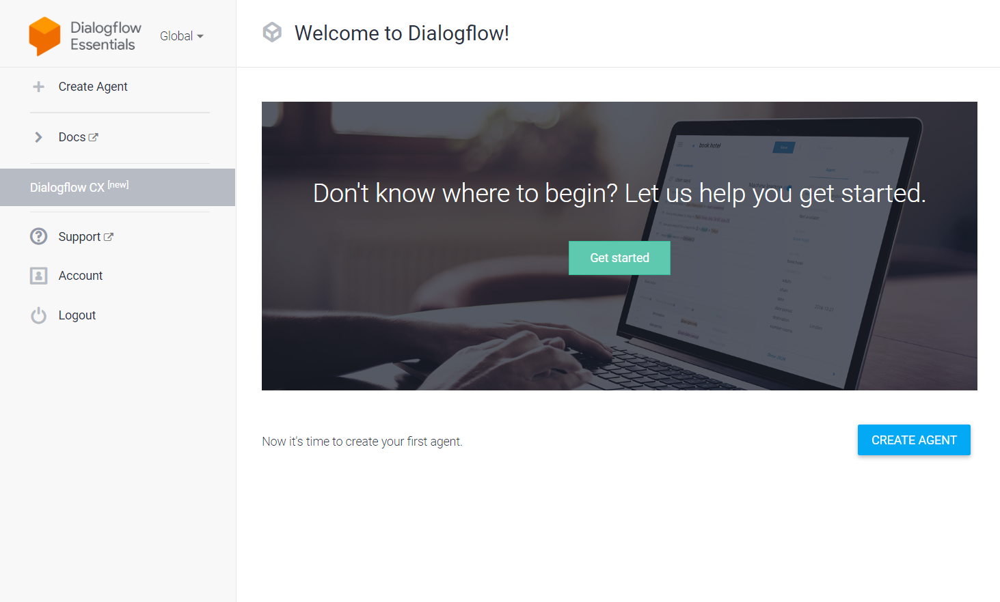 Dialogflow
Essentials
Global
Welcome to Dialogflow!
Create Agent
Docs
Dialogflow CX [new]
Support
Account
Logout
book hotel
Don't know where to begin? Let us help you get started.
Get started
Now it's time to create your first agent.
CREATE AGENT